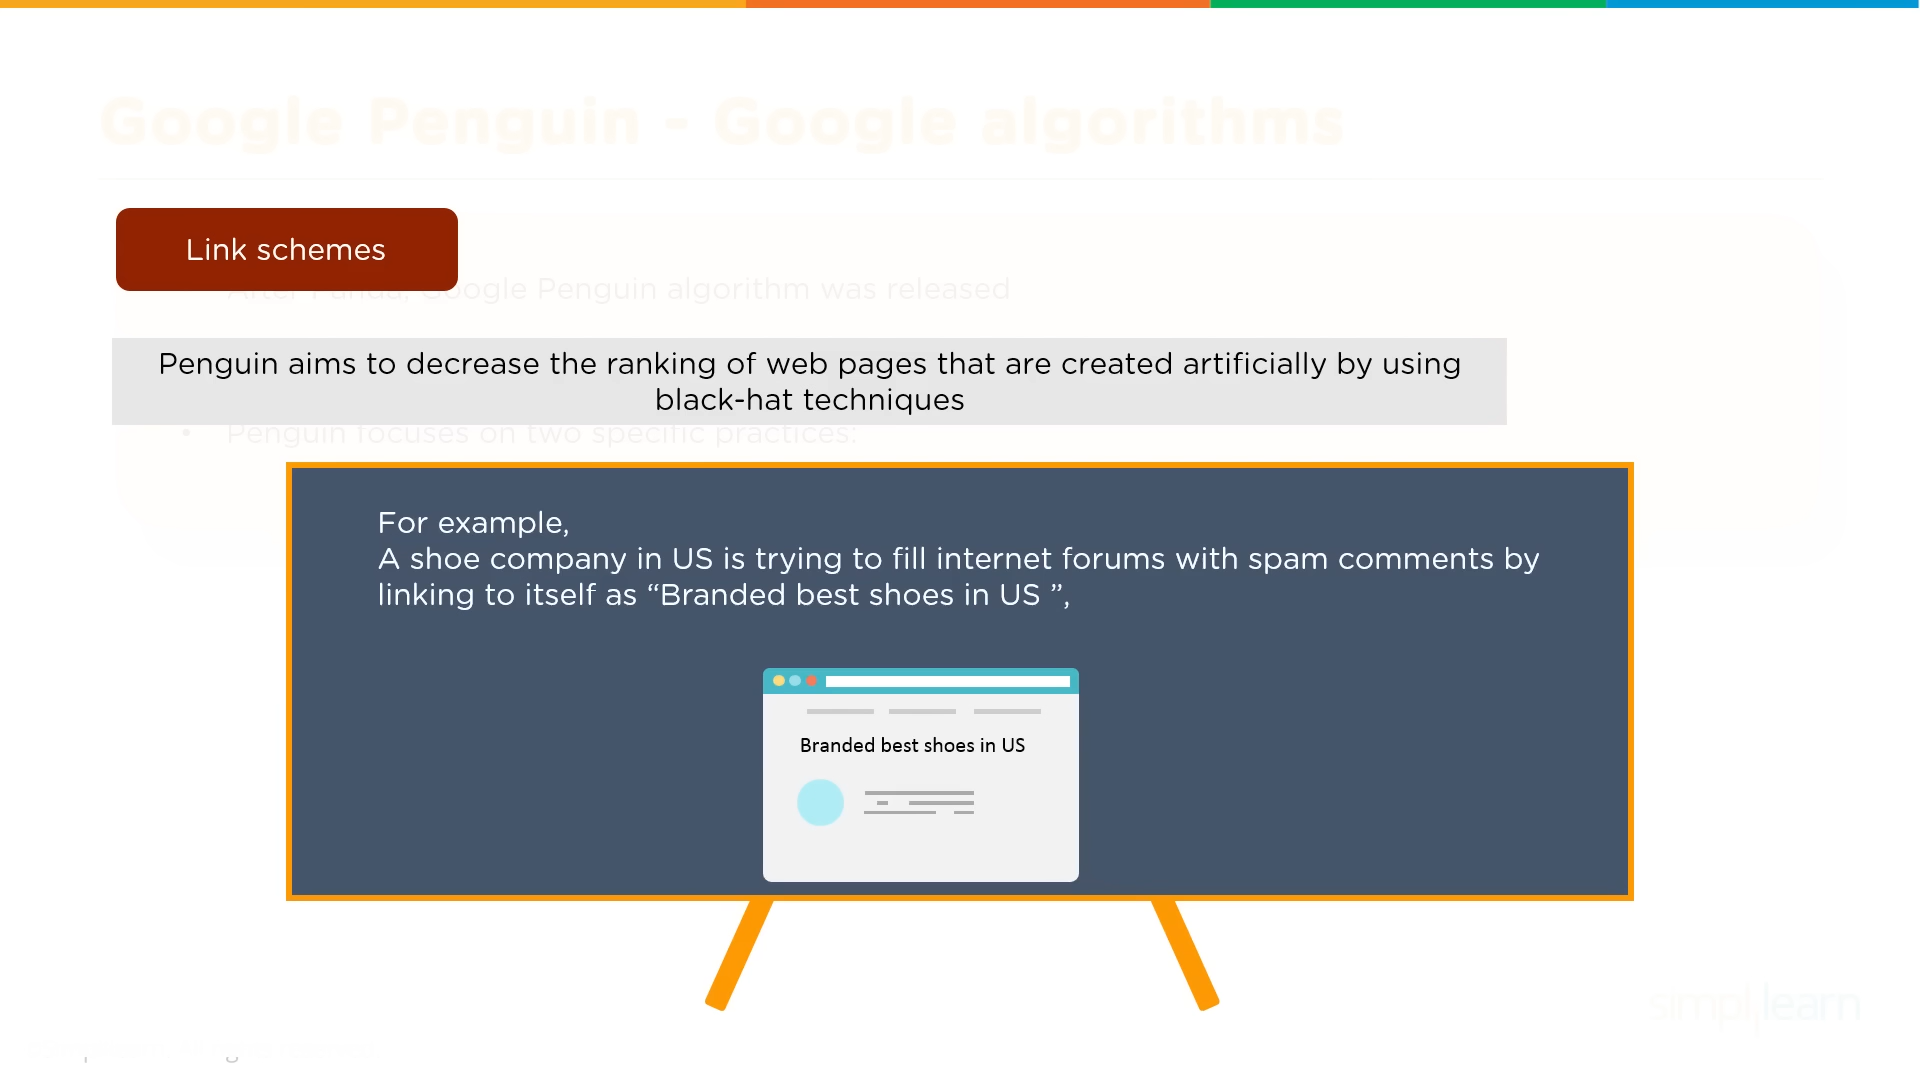 Google Penguin - Google algorithms
Link schemes
After Panda, Google Penguin algorithm was released
Penguin aims to decrease the ranking of web pages that are created artificially by using
black-hat techniques
• Penguin focuses on two specific practices:
For example,
A shoe company in US is trying to fill internet forums with spam comments by
linking to itself as “Branded best shoes in US ”,
Branded best shoes in US
simplilearn